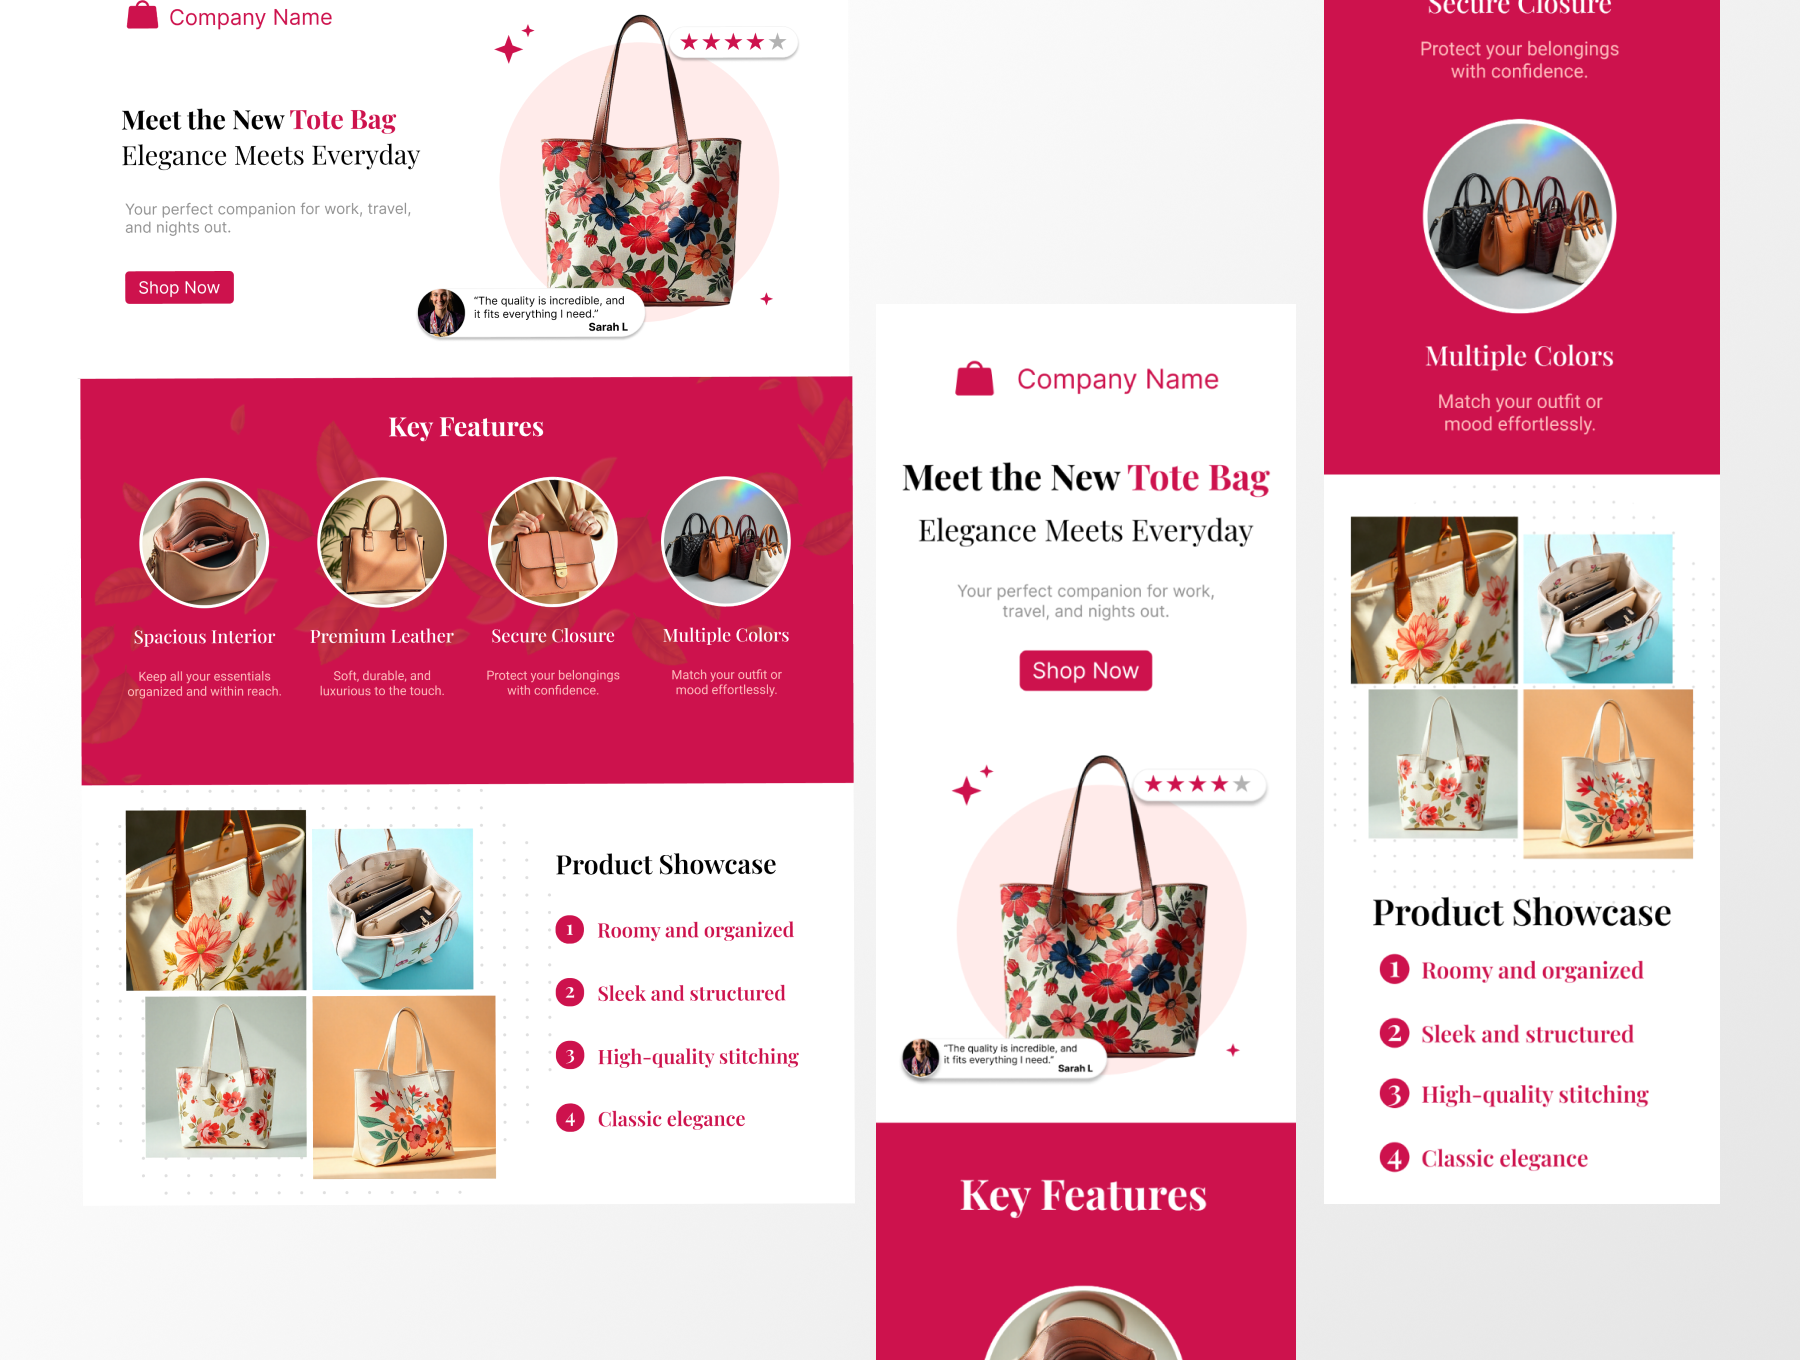 Company Name
Meet the New Tote Bag
Elegance Meets Everyday
Your perfect companion for work, travel,
and nights out.
Shop Now
“The quality is incredible, and
it fits everything I need.”
Sarah L
Key Features
Spacious Interior
Keep all your essentials
organized and within reach.
Premium Leather
Soft, durable, and
luxurious to the touch.
Secure Closure
Protect your belongings
with confidence.
Multiple Colors
Match your outfit or
mood effortlessly.
Product Showcase
1 Roomy and organized
2 Sleek and structured
3 High-quality stitching
4 Classic elegance
Company Name
Meet the New Tote Bag
Elegance Meets Everyday
Your perfect companion for work,
travel, and nights out.
Shop Now
“The quality is incredible, and
it fits everything I need.”
Sarah L
Key Features
Secure Closure
Protect your belongings
with confidence.
Multiple Colors
Match your outfit or
mood effortlessly.
Product Showcase
1 Roomy and organized
2 Sleek and structured
3 High-quality stitching
4 Classic elegance